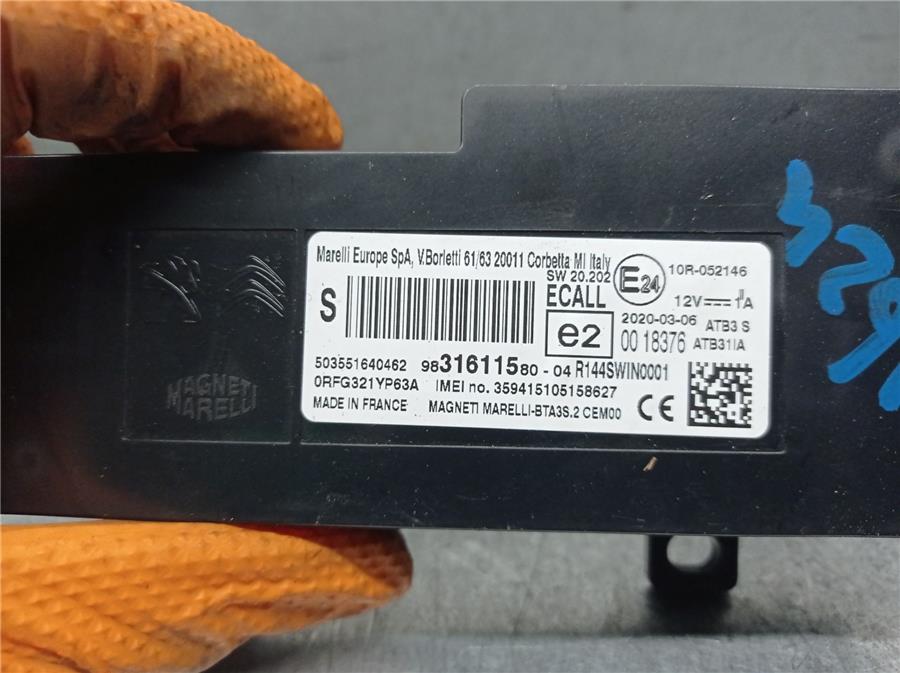 Marelli Europe SpA, V.Borletti 61/63 20011 Corbetta MI Italy
SW 20.202
ECALL
E24
10R-052146
12V⎓1A
S
e2
2020-03-06 ATB3 S
00 18376 ATB31IA
503551640462
9831611580-04 R144SWIN0001
0RFG321YP63A IMEI no. 359415105158627
MADE IN FRANCE MAGNETI MARELLI-BTA3S.2 CEM00
CE
MAGNETI
MARELLI